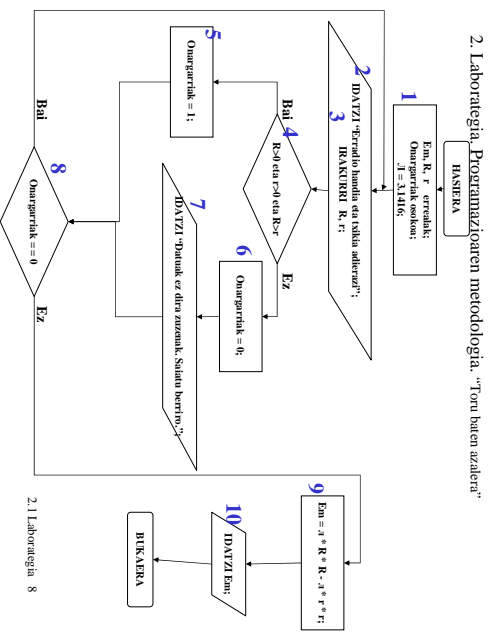 2. Laborategia. Programazioaren metodologia. “Toru baten azalera”
HASIERA
1
Em, R, r errealak;
Onargarriak osokoa;
Л = 3.1416;
2
IDATZI “Erradio handia eta txikia adierazi”;
3
IRAKURRI R, r;
4
R>0 eta r>0 eta R>r
Bai
Ez
5
Onargarriak = 1;
6
Onargarriak = 0;
7
IDATZI “Datuak ez dira zuzenak. Saiatu berriro.”;
8
Onargarriak == 0
Bai
Ez
9
Em = л * R * R - л * r * r;
10
IDATZI Em;
BUKAERA
2.1 Laborategia 8